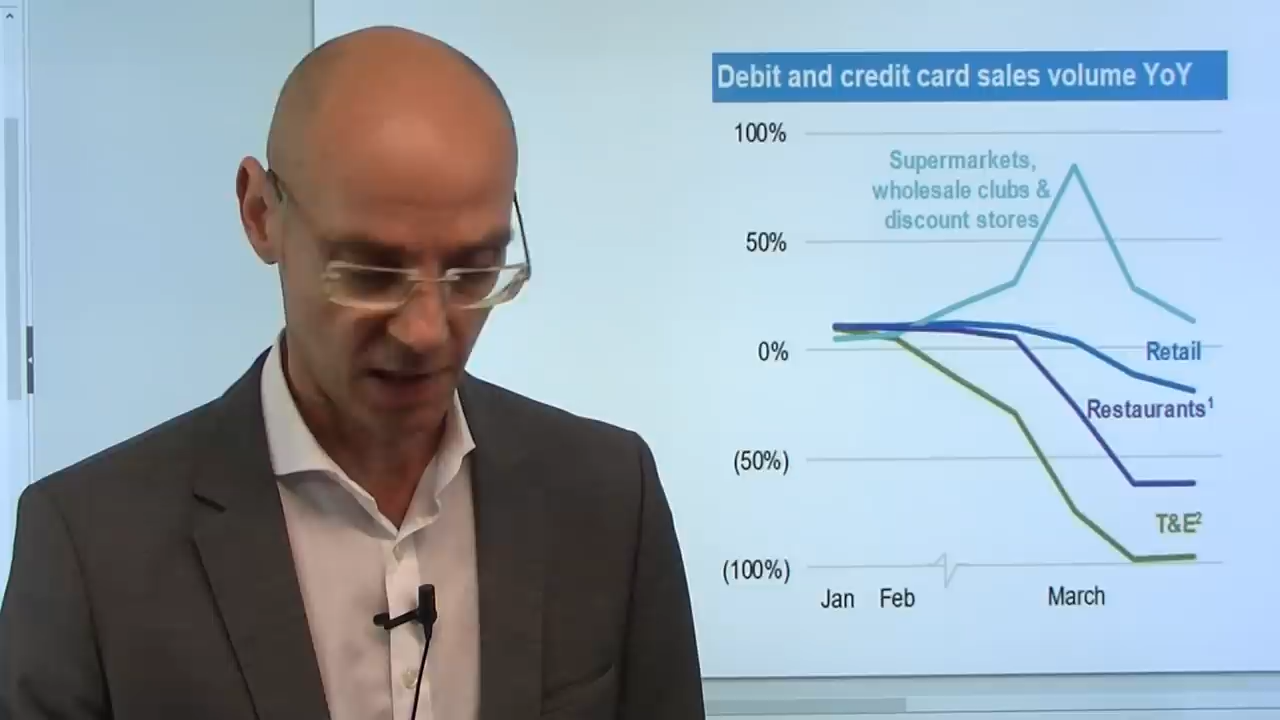 Debit and credit card sales volume YoY
100%
Supermarkets,
wholesale clubs &
discount stores
50%
0%
Retail
Restaurants¹
(50%)
T&E²
(100%)
Jan Feb March